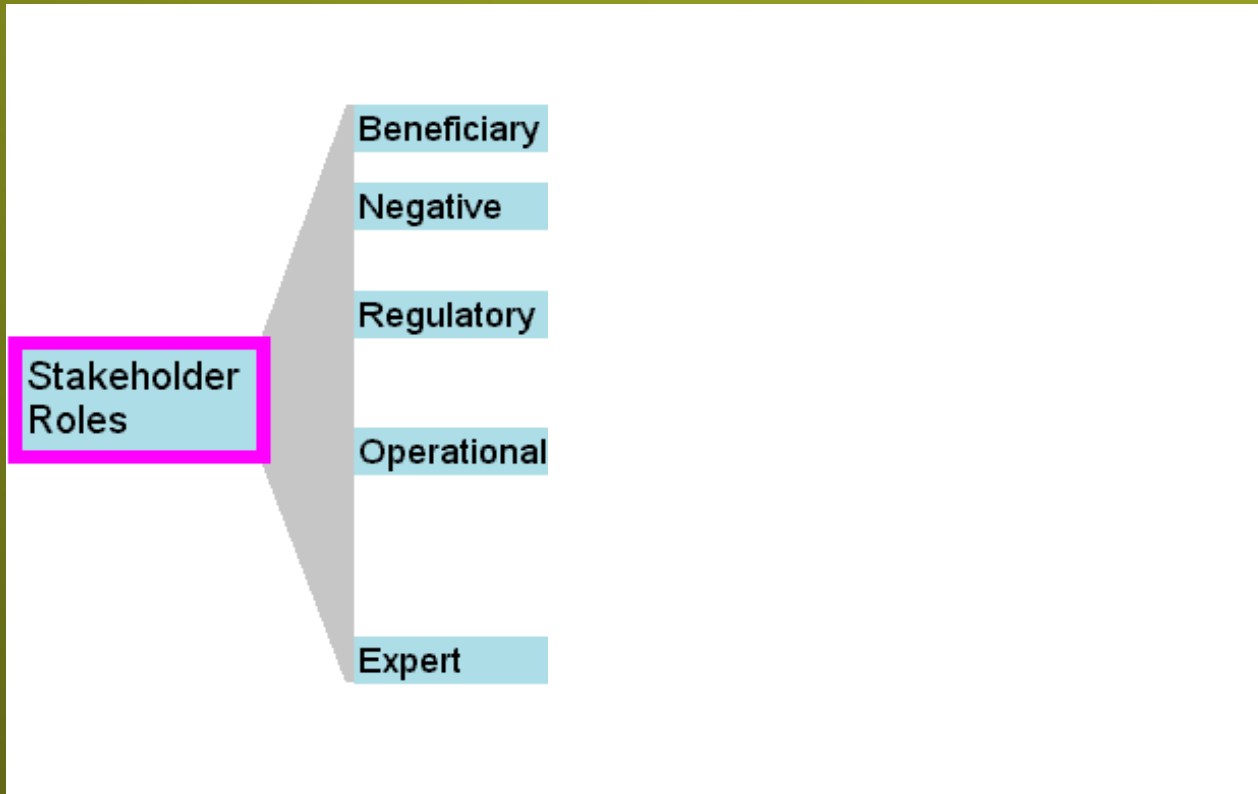 Beneficiary
Negative
Regulatory
Stakeholder
Roles
Operational
Expert